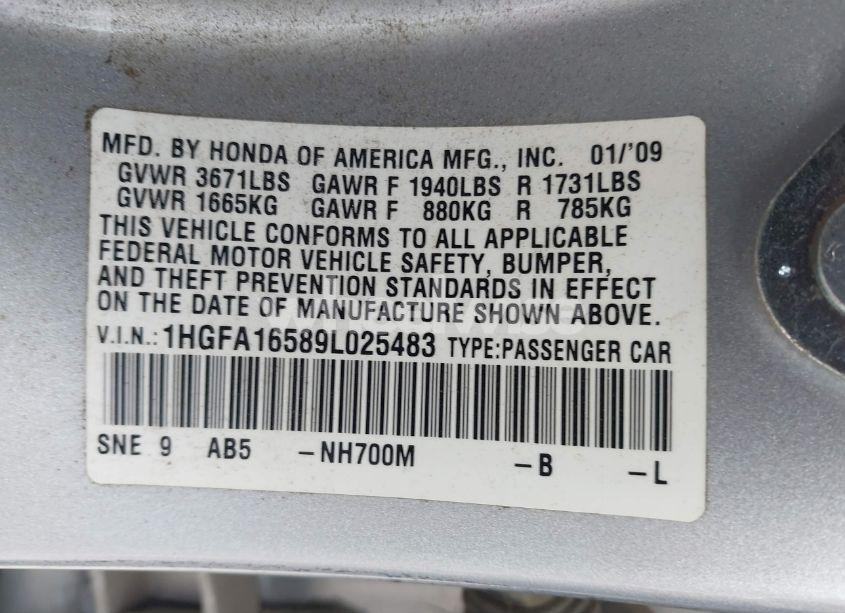 MFD. BY HONDA OF AMERICA MFG., INC. 01/'09
GVWR 3671LBS GAWR F 1940LBS R 1731LBS
GVWR 1665KG GAWR F 880KG R 785KG
THIS VEHICLE CONFORMS TO ALL APPLICABLE
FEDERAL MOTOR VEHICLE SAFETY, BUMPER,
AND THEFT PREVENTION STANDARDS IN EFFECT
ON THE DATE OF MANUFACTURE SHOWN ABOVE.
V.I.N.: 1HGFA16589L025483 TYPE:PASSENGER CAR
SNE 9 AB5 -NH700M -B -L